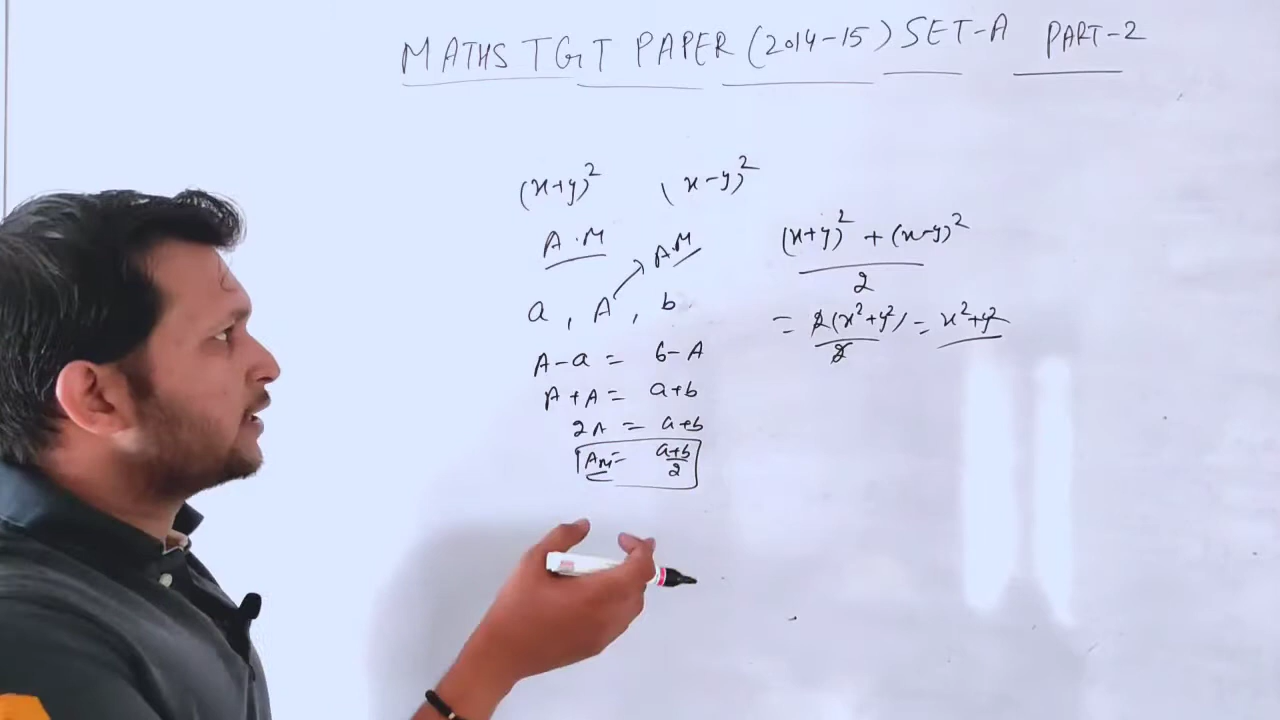 MATHS TGT PAPER (2014-15) SET-A PART-2
(x+y)² (x-y)²
A.M A.M
a, A, b
A-a = b-A
A+A = a+b
2A = a+b
AM = a+b/2
(x+y)² + (x-y)²/2
= 2(x²+y²)/2 = x²+y²